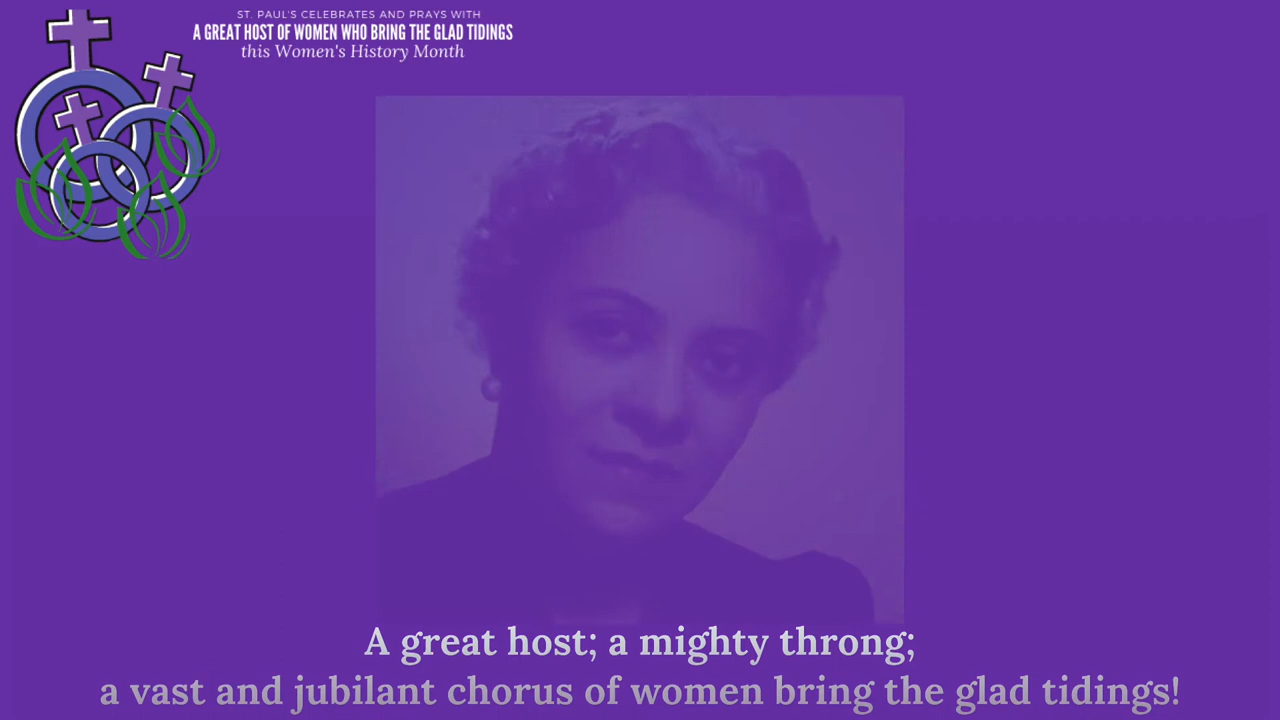 ST. PAUL'S CELEBRATES AND PRAYS WITH
A GREAT HOST OF WOMEN WHO BRING THE GLAD TIDINGS
this Women's History Month
A great host; a mighty throng;
a vast and jubilant chorus of women bring the glad tidings!